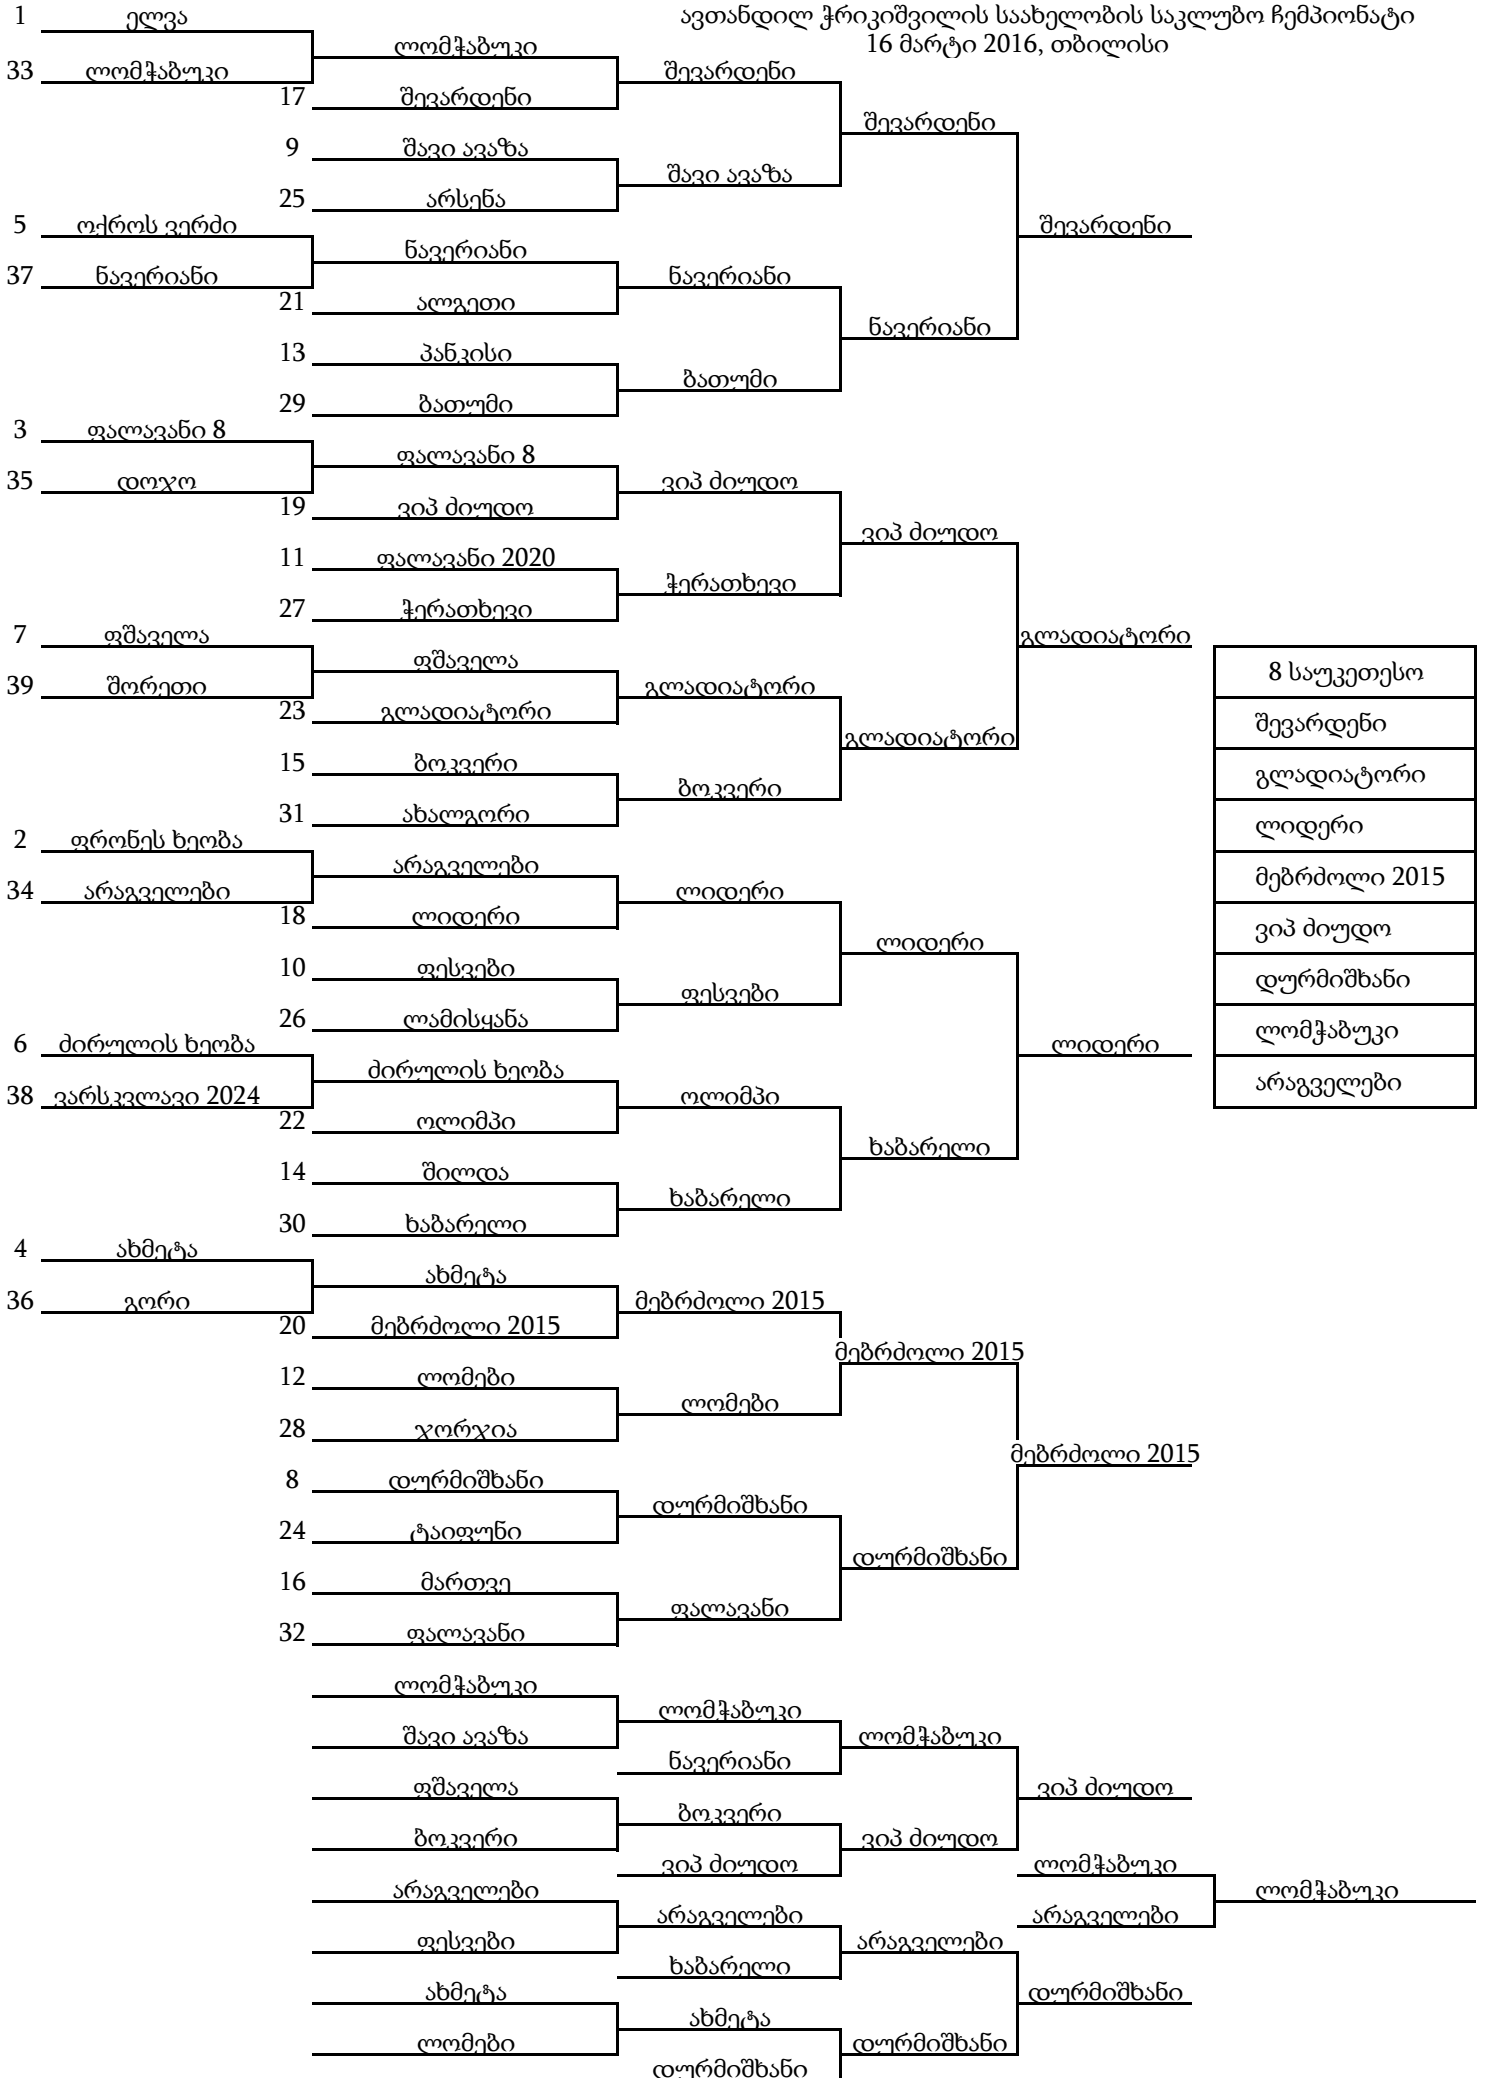 ავთანდილ ჭრიკიშვილის საახელობის საკლუბო ჩემპიონატი
16 მარტი 2016, თბილისი
1 ელვა
ლომჭაბუკი
33 ლომჭაბუკი
შევარდენი
17 შევარდენი
შევარდენი
9 შავი ავაზა
შავი ავაზა
25 არსენა
5 ოქროს ვერძი
შევარდენი
ნავერიანი
37 ნავერიანი
ნავერიანი
21 ალგეთი
ნავერიანი
13 პანკისი
ბათუმი
29 ბათუმი
3 ფალავანი 8
ფალავანი 8
35 დოჯო
ვიპ ძიუდო
19 ვიპ ძიუდო
ვიპ ძიუდო
11 ფალავანი 2020
ჭერათხევი
27 ჭერათხევი
7 ფშაველა
გლადიატორი
ფშაველა
8 საუკეთესო
39 შორეთი
გლადიატორი
23 გლადიატორი
შევარდენი
გლადიატორი
15 ბოკვერი
გლადიატორი
ბოკვერი
31 ახალგორი
ლიდერი
2 ფრონეს ხეობა
არაგველები
მებრძოლი 2015
34 არაგველები
ლიდერი
18 ლიდერი
ვიპ ძიუდო
ლიდერი
10 ფესვები
დურმიშხანი
ფესვები
26 ლამისყანა
ლომჭაბუკი
6 ძირულის ხეობა
ლიდერი
ძირულის ხეობა
არაგველები
38 ვარსკვლავი 2024
ოლიმპი
22 ოლიმპი
ხაბარელი
14 შილდა
ხაბარელი
30 ხაბარელი
4 ახმეტა
ახმეტა
36 გორი
მებრძოლი 2015
20 მებრძოლი 2015
მებრძოლი 2015
12 ლომები
ლომები
28 ჯორჯია
მებრძოლი 2015
8 დურმიშხანი
დურმიშხანი
24 ტაიფუნი
დურმიშხანი
16 მართვე
ფალავანი
32 ფალავანი
ლომჭაბუკი
ლომჭაბუკი
შავი ავაზა
ლომჭაბუკი
ნავერიანი
ფშაველა
ვიპ ძიუდო
ბოკვერი
ბოკვერი
ვიპ ძიუდო
ვიპ ძიუდო
ლომჭაბუკი
არაგველები
ლომჭაბუკი
არაგველები
არაგველები
ფესვები
არაგველები
ხაბარელი
ახმეტა
დურმიშხანი
ახმეტა
ლომები
დურმიშხანი
დურმიშხანი